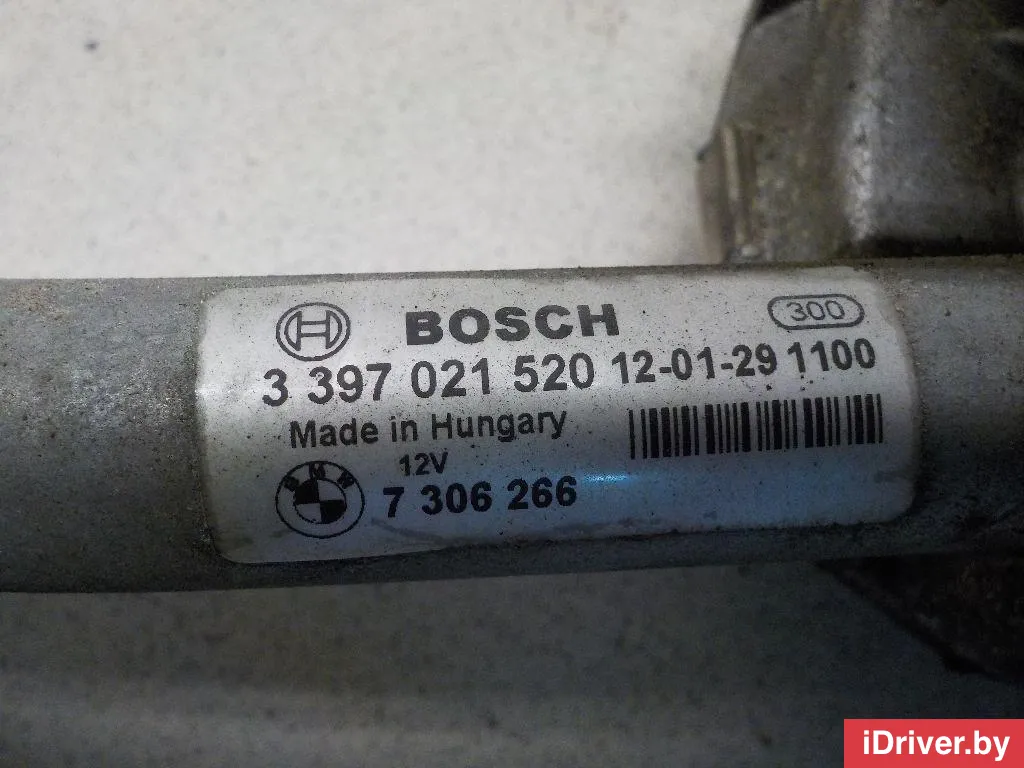 BOSCH 300
3 397 021 520 12-01-29 1100
Made in Hungary
12V
BMW 7 306 266
iDriver.by